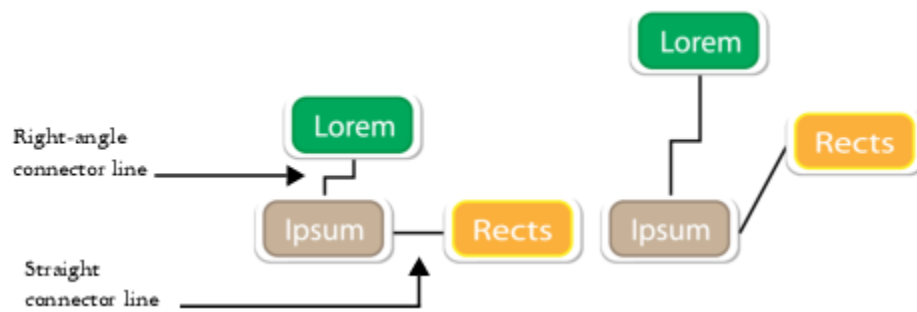 Lorem
Lorem
Right-angle
connector line
Rects
Ipsum
Rects
Ipsum
Straight
connector line